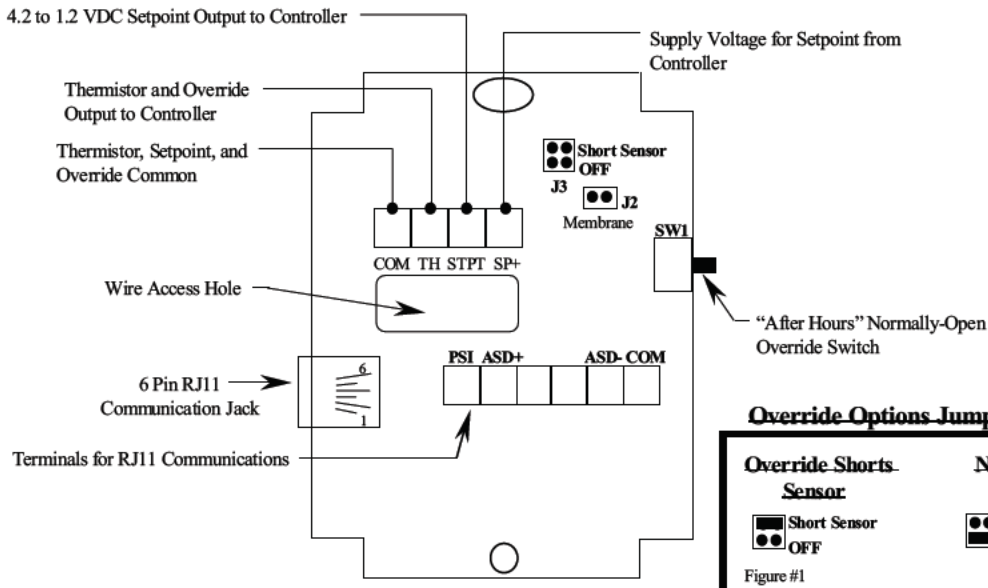 4.2 to 1.2 VDC Setpoint Output to Controller
Supply Voltage for Setpoint from
Controller
Thermistor and Override
Output to Controller
Thermistor, Setpoint, and
Override Common
Short Sensor
OFF
J3
J2
Membrane
SW1
COM TH STPT SP+
Wire Access Hole
"After Hours" Normally-Open
Override Switch
PSI ASD+ ASD- COM
6 Pin RJ11
Communication Jack
6
1
Terminals for RJ11 Communications
Override Options Jump
Override Shorts
Sensor
N
Short Sensor
OFF
Figure #1